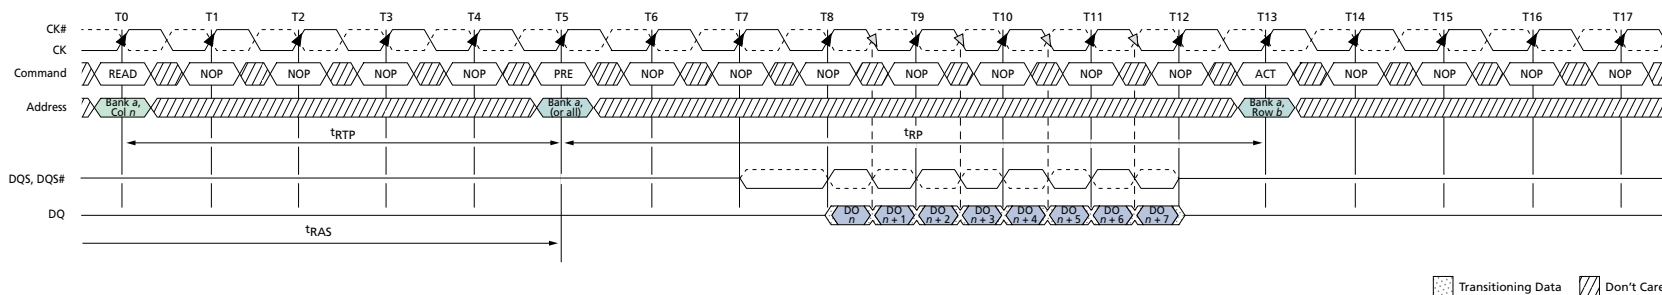 T0 T1 T2 T3 T4 T5 T6 T7 T8 T9 T10 T11 T12 T13 T14 T15 T16 T17
CK#
CK
Command READ NOP NOP NOP NOP PRE NOP NOP NOP NOP NOP NOP NOP ACT NOP NOP NOP NOP
Address Bank a, Col n Bank a, (or all) Bank a, Row b
tRTP tRP
DQS, DQS#
DQ DO n DO n + 1 DO n + 2 DO n + 3 DO n + 4 DO n + 5 DO n + 6 DO n + 7
tRAS
Transitioning Data Don't Care